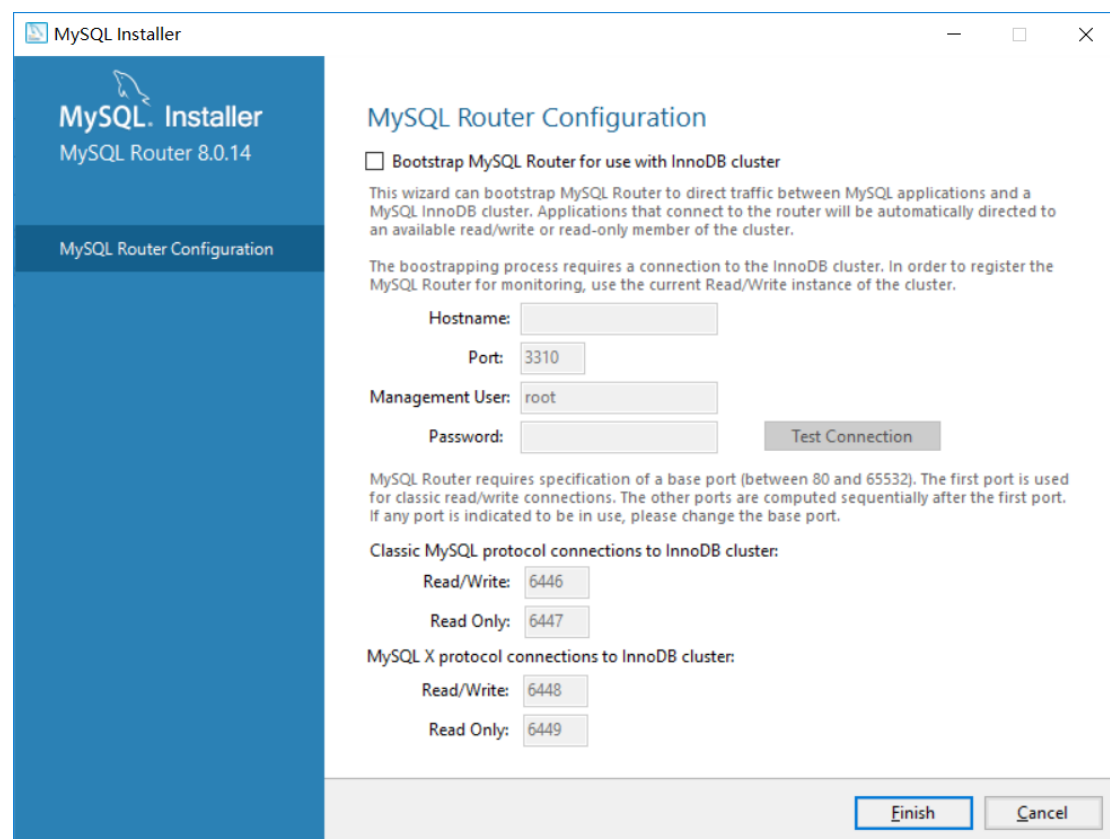 MySQL Installer
MySQL. Installer
MySQL Router 8.0.14
MySQL Router Configuration
MySQL Router Configuration
Bootstrap MySQL Router for use with InnoDB cluster
This wizard can bootstrap MySQL Router to direct traffic between MySQL applications and a
MySQL InnoDB cluster. Applications that connect to the router will be automatically directed to
an available read/write or read-only member of the cluster.
The boostrapping process requires a connection to the InnoDB cluster. In order to register the
MySQL Router for monitoring, use the current Read/Write instance of the cluster.
Hostname:
Port: 3310
Management User: root
Password: Test Connection
MySQL Router requires specification of a base port (between 80 and 65532). The first port is used
for classic read/write connections. The other ports are computed sequentially after the first port.
If any port is indicated to be in use, please change the base port.
Classic MySQL protocol connections to InnoDB cluster:
Read/Write: 6446
Read Only: 6447
MySQL X protocol connections to InnoDB cluster:
Read/Write: 6448
Read Only: 6449
Finish Cancel